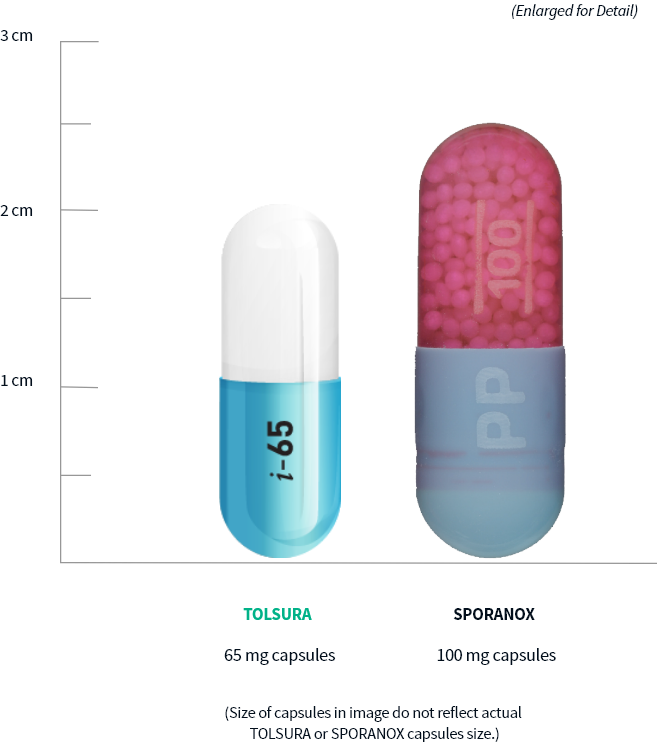 (Enlarged for Detail)
3 cm
2 cm
1 cm
100
PP
i-65
TOLSURA
SPORANOX
65 mg capsules
100 mg capsules
(Size of capsules in image do not reflect actual
TOLSURA or SPORANOX capsules size.)